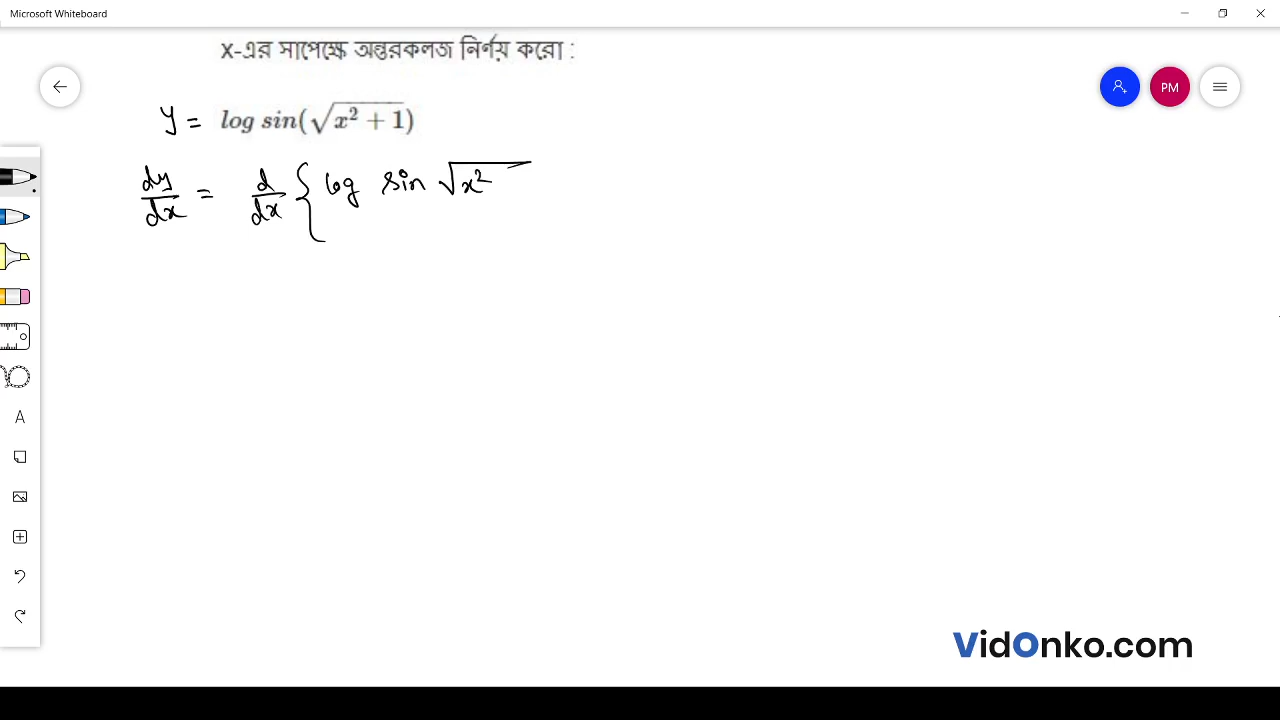 Microsoft Whiteboard
x-এর সাপেক্ষে অন্তরকলজ নির্ণয় করো :
PM
y = log sin(√x² + 1)
dy/dx = d/dx { log sin √x²
A
VidOnko.com